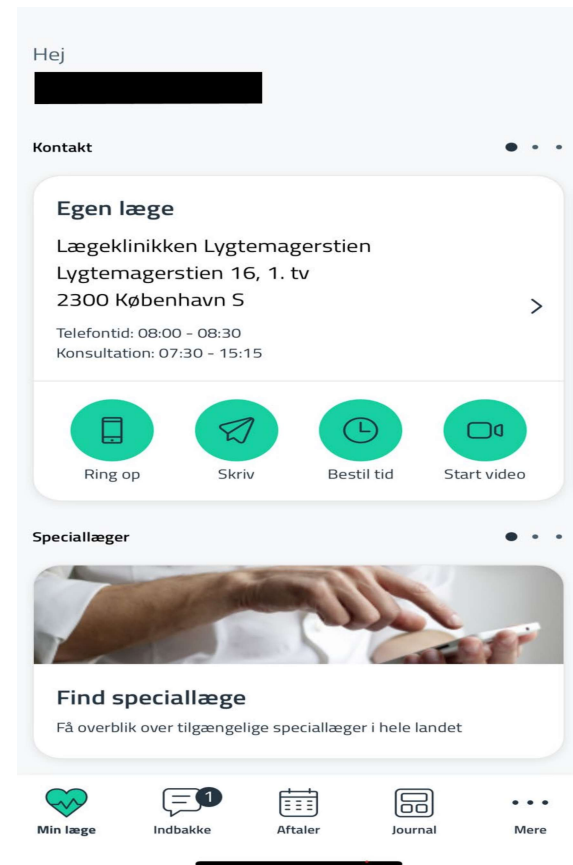 Hej
Kontakt
Egen læge
Lægeklinikken Lygtemagerstien
Lygtemagerstien 16, 1. tv
2300 København S
Telefontid: 08:00 - 08:30
Konsultation: 07:30 - 15:15
Ring op
Skriv
Bestil tid
Start video
Speciallæger
Find speciallæge
Få overblik over tilgængelige speciallæger i hele landet
1
Min læge
Indbakke
Aftaler
Journal
Mere